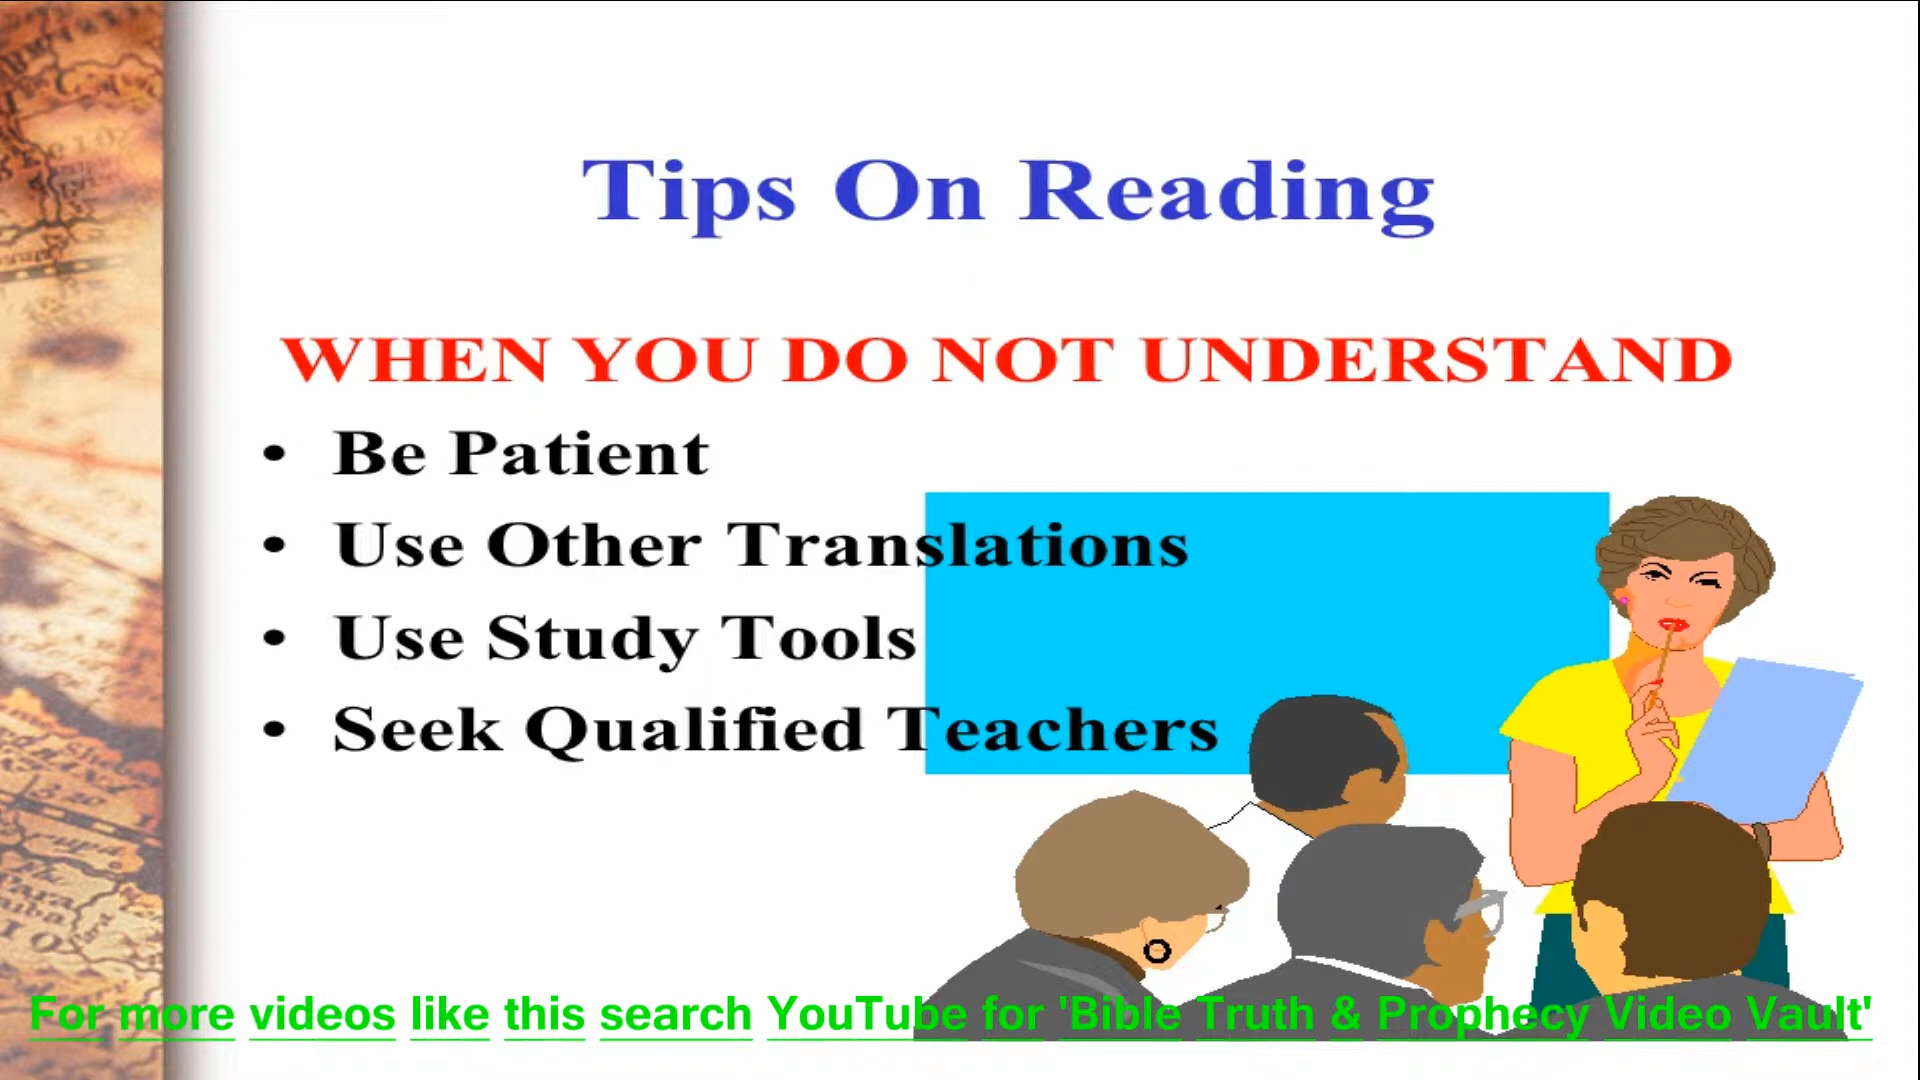 Tips On Reading
WHEN YOU DO NOT UNDERSTAND
• Be Patient
• Use Other Translations
• Use Study Tools
• Seek Qualified Teachers
For more videos like this search YouTube for 'Bible Truth & Prophecy Video Vault'